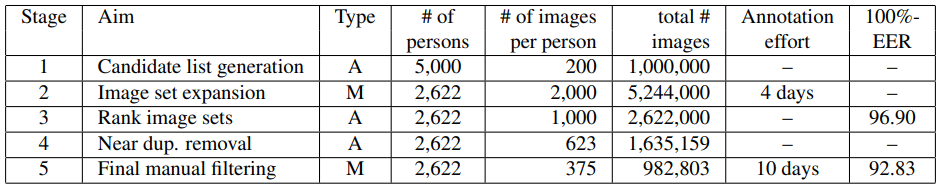 Stage Aim Type # of persons # of images per person total # images Annotation effort 100%-EER
1 Candidate list generation A 5,000 200 1,000,000 – –
2 Image set expansion M 2,622 2,000 5,244,000 4 days –
3 Rank image sets A 2,622 1,000 2,622,000 – 96.90
4 Near dup. removal A 2,622 623 1,635,159 – –
5 Final manual filtering M 2,622 375 982,803 10 days 92.83